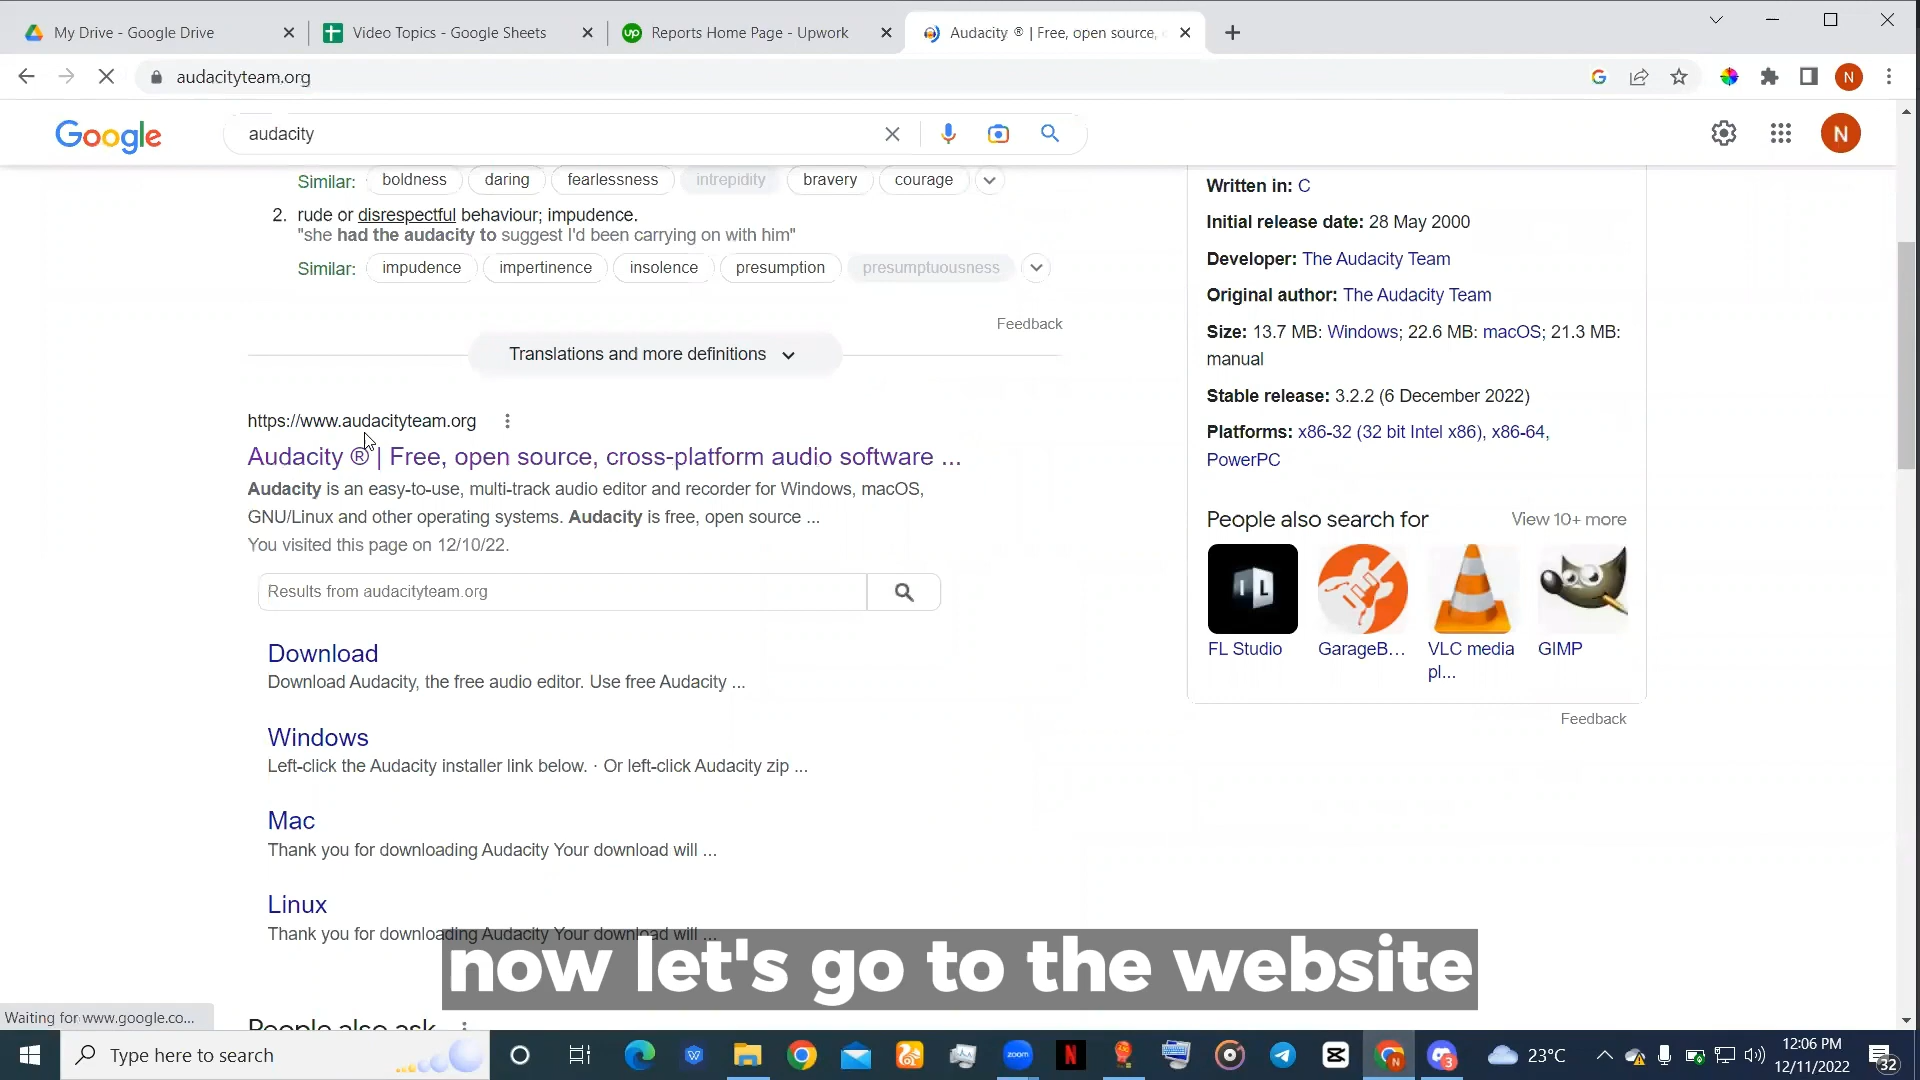 My Drive - Google Drive
Video Topics - Google Sheets
up Reports Home Page - Upwork
Audacity ® | Free, open source,
audacityteam.org
N
Google
audacity
N
Similar: boldness daring fearlessness intrepidity bravery courage
2. rude or disrespectful behaviour; impudence.
"she had the audacity to suggest I'd been carrying on with him"
Similar: impudence impertinence insolence presumption presumptuousness
Feedback
Translations and more definitions
https://www.audacityteam.org
Audacity ® | Free, open source, cross-platform audio software ...
Audacity is an easy-to-use, multi-track audio editor and recorder for Windows, macOS,
GNU/Linux and other operating systems. Audacity is free, open source ...
You visited this page on 12/10/22.
Results from audacityteam.org
Download
Download Audacity, the free audio editor. Use free Audacity ...
Windows
Left-click the Audacity installer link below. · Or left-click Audacity zip ...
Mac
Thank you for downloading Audacity Your download will ...
Linux
Thank you for downloading Audacity Your download will ...
People also ask
Written in: C
Initial release date: 28 May 2000
Developer: The Audacity Team
Original author: The Audacity Team
Size: 13.7 MB: Windows; 22.6 MB: macOS; 21.3 MB:
manual
Stable release: 3.2.2 (6 December 2022)
Platforms: x86-32 (32 bit Intel x86), x86-64,
PowerPC
People also search for View 10+ more
FL Studio GarageB... VLC media pl... GIMP
Feedback
now let's go to the website
Waiting for www.google.co...
Type here to search
zoom
N
3
23°C
12:06 PM
12/11/2022
32